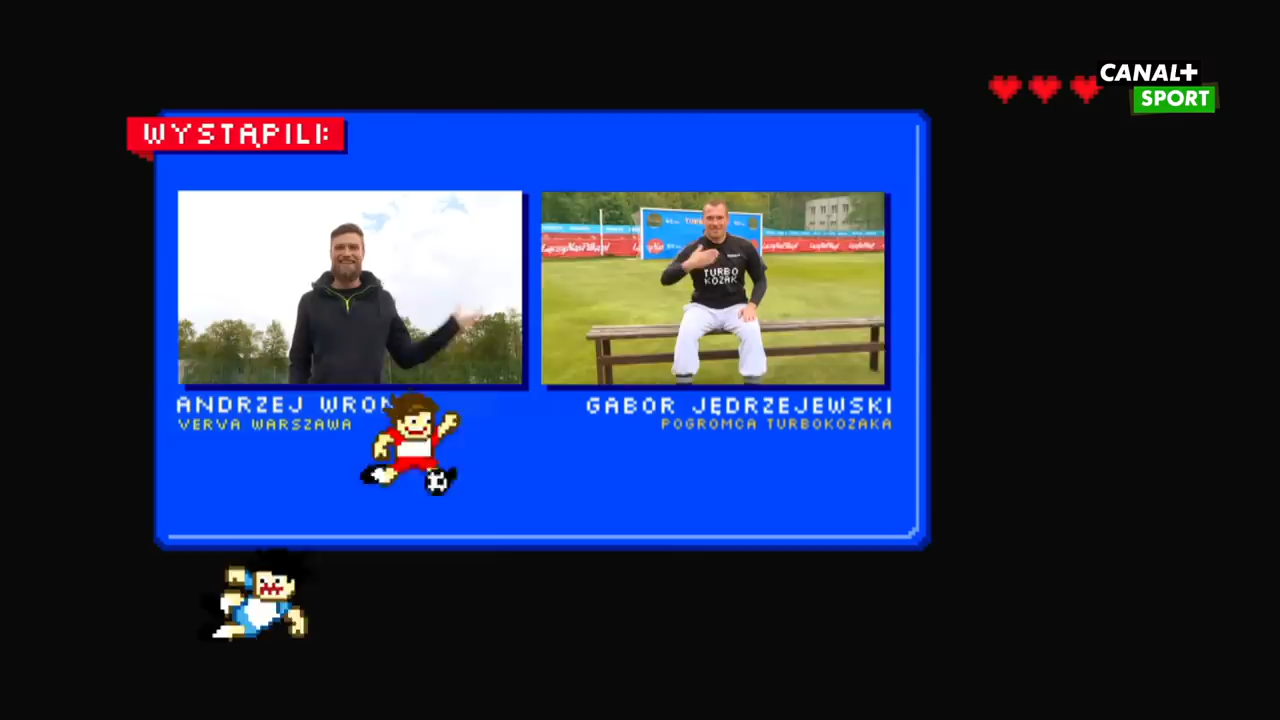 CANAL+
SPORT
WYSTĄPILI:
TURBO
KOZAK
ANDRZEJ WRON
VERVA WARSZAWA
GABOR JĘDRZEJEWSKI
POGROMCA TURBOKOZAKA